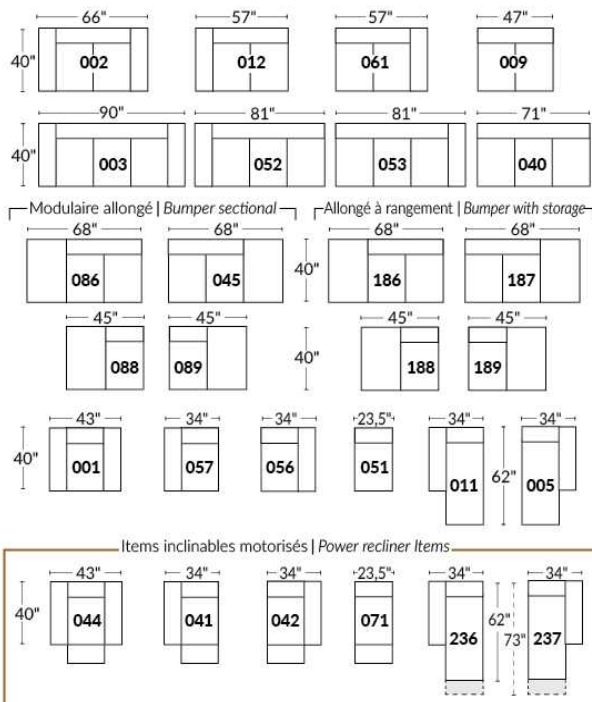 66" 57" 57" 47"
40" 002 012 061 009
90" 81" 81" 71"
40" 003 052 053 040
Modulaire allongé | Bumper sectional Allongé à rangement | Bumper with storage
68" 68" 68" 68"
086 045 40" 186 187
45" 45" 45" 45"
088 089 40" 188 189
43" 34" 34" 23,5" 34" 34"
40" 001 057 056 051 011 62" 005
Items inclinables motorisés | Power recliner Items
43" 34" 34" 23,5" 34" 34"
40" 044 041 042 071 236 62" 73" 237